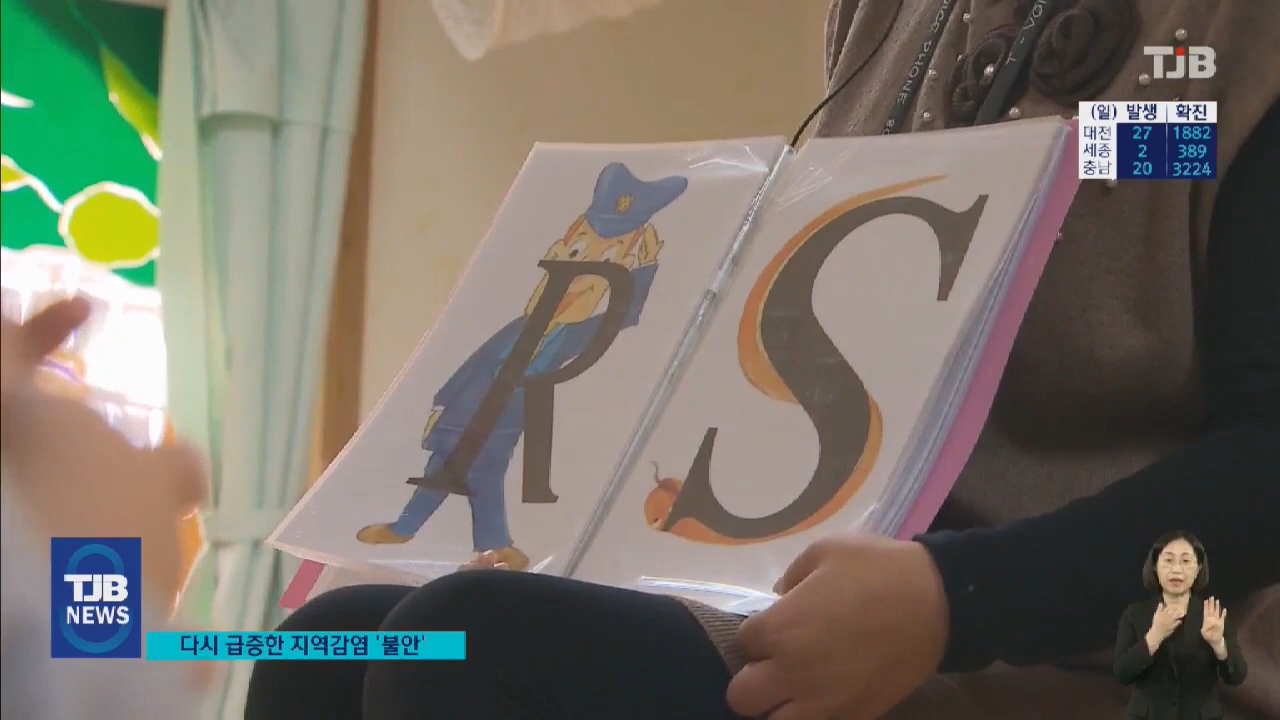 TJB
(일) 발생 확진
대전 27 1882
세종 2 389
충남 20 3224
R S
TJB
NEWS
다시 급증한 지역감염 '불안'